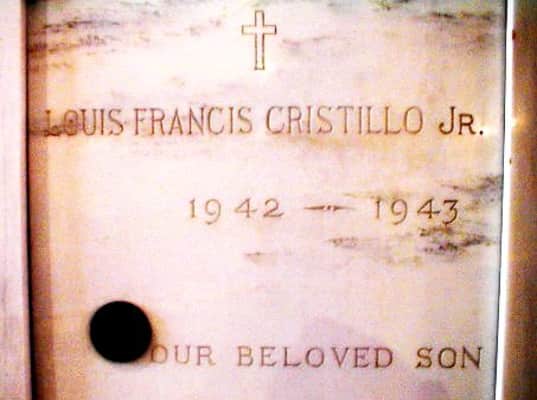 LOUIS FRANCIS CRISTILLO JR.
1942 — 1943
OUR BELOVED SON